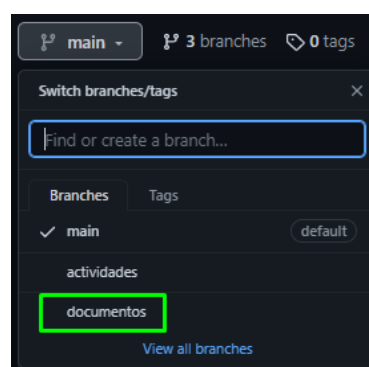 main 3 branches 0 tags
Switch branches/tags
Find or create a branch...
Branches Tags
main default
actividades
documentos
View all branches